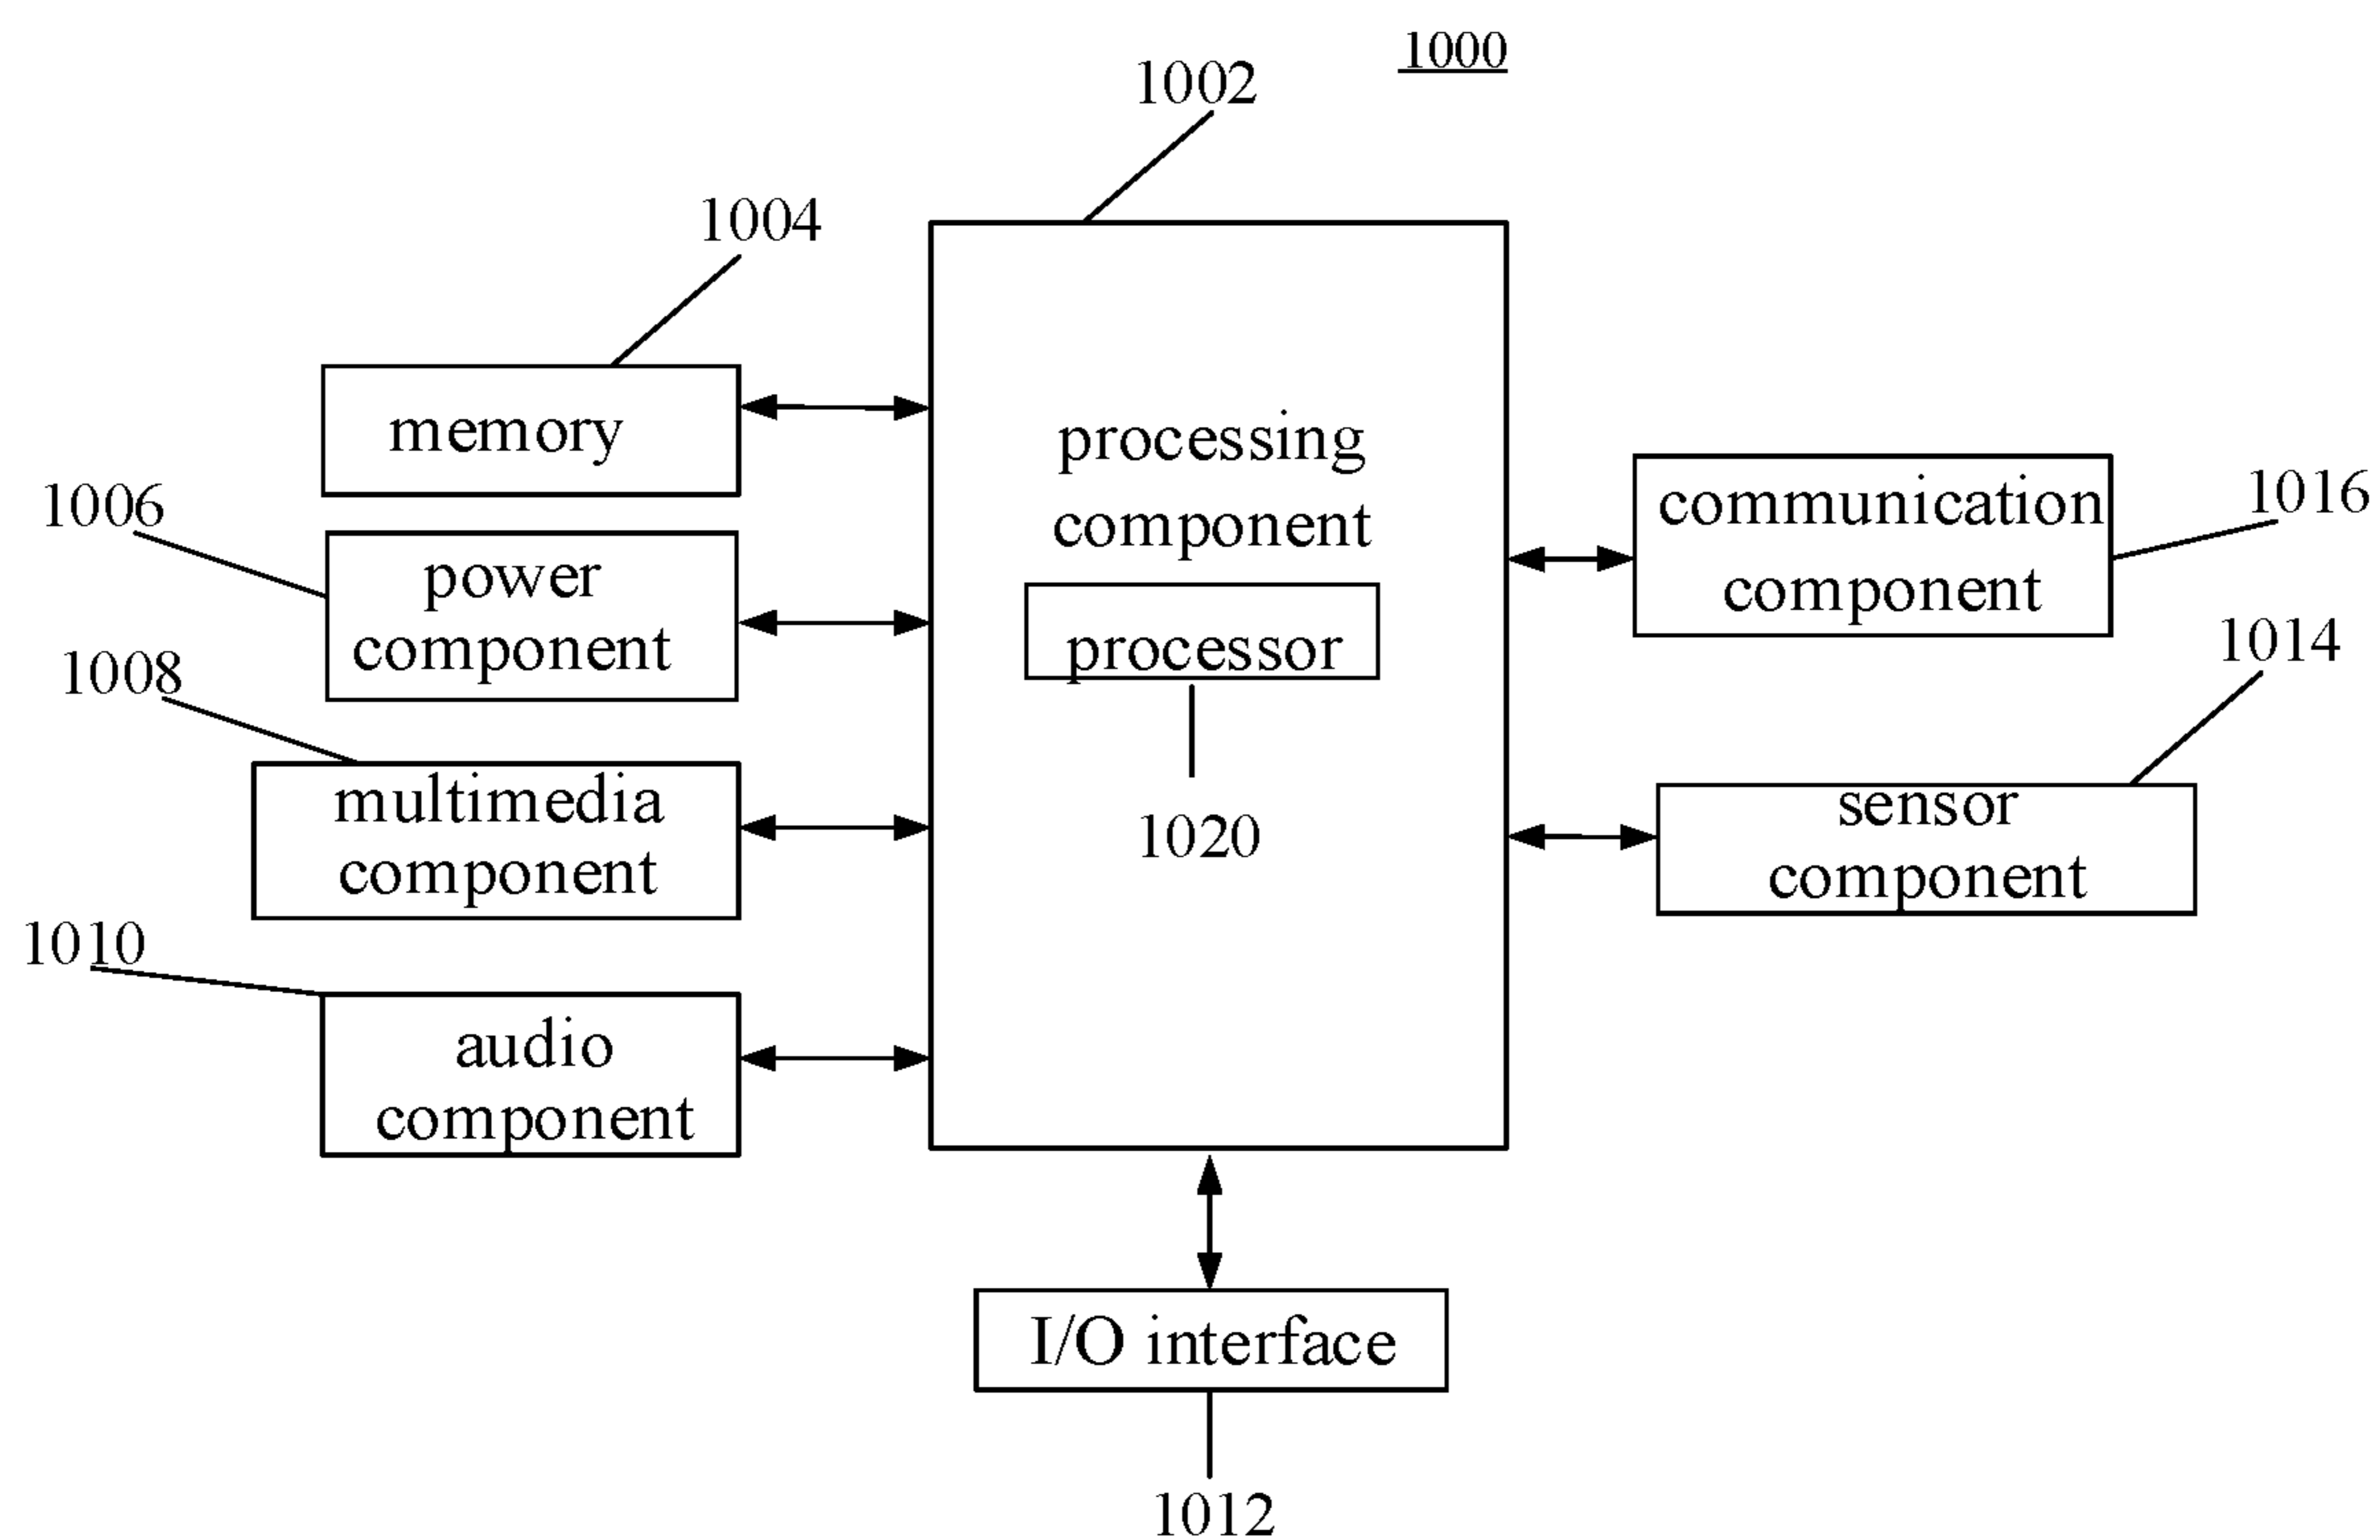 1000
1002
1004
memory
1006
power
component
1008
multimedia
component
1010
audio
component
processing
component
processor
1020
communication
component
1016
1014
sensor
component
I/O interface
1012